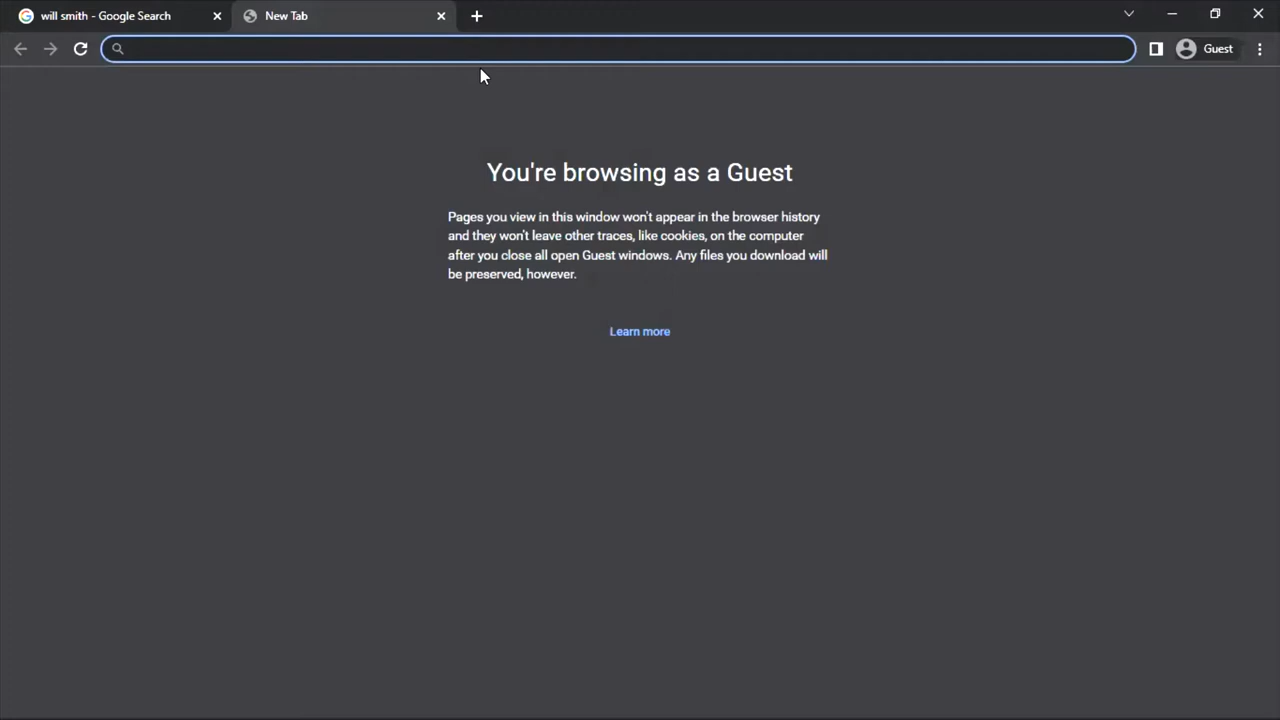 will smith - Google Search
New Tab
Guest
You're browsing as a Guest
Pages you view in this window won't appear in the browser history
and they won't leave other traces, like cookies, on the computer
after you close all open Guest windows. Any files you download will
be preserved, however.
Learn more